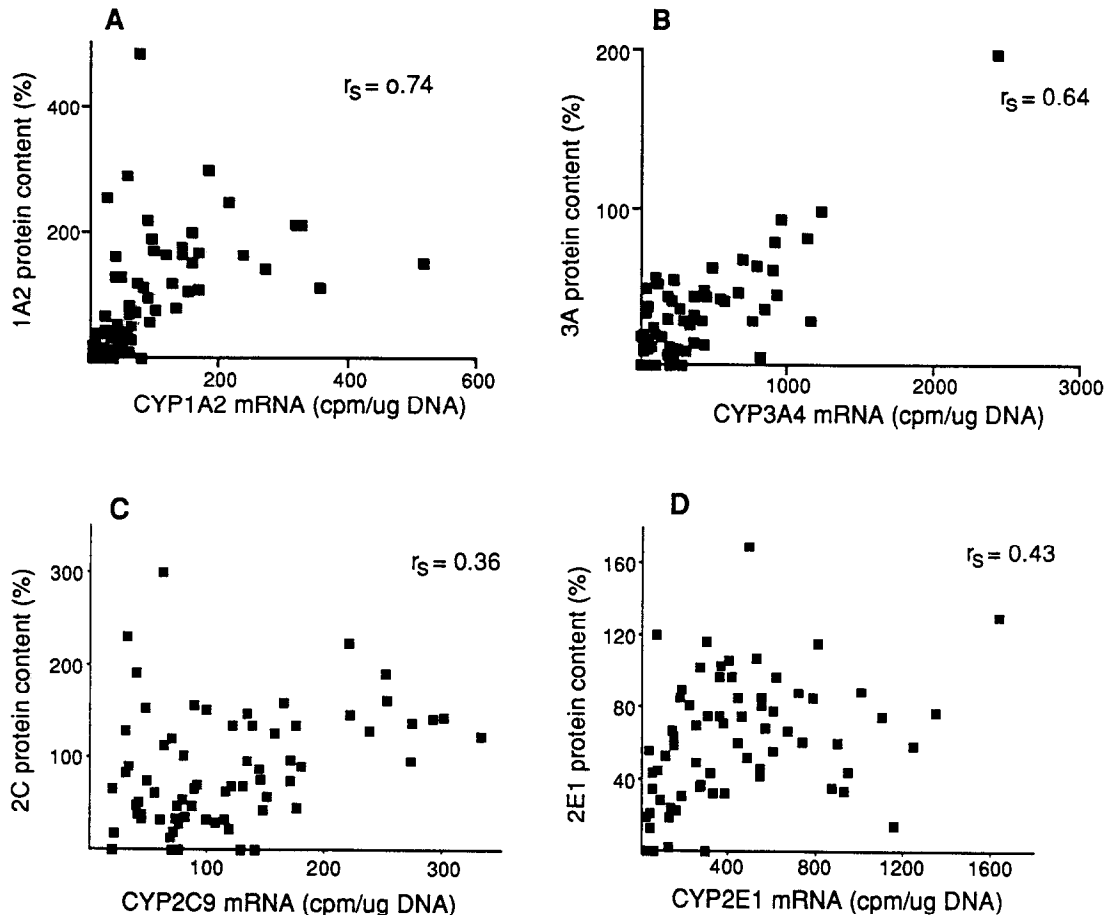 A
1A2 protein content (%)
400
200
rS = 0.74
200
400
600
CYP1A2 mRNA (cpm/ug DNA)
B
3A protein content (%)
200
100
rS = 0.64
1000
2000
3000
CYP3A4 mRNA (cpm/ug DNA)
C
2C protein content (%)
300
200
100
rS = 0.36
100
200
300
CYP2C9 mRNA (cpm/ug DNA)
D
2E1 protein content (%)
160
120
80
40
rS = 0.43
400
800
1200
1600
CYP2E1 mRNA (cpm/ug DNA)